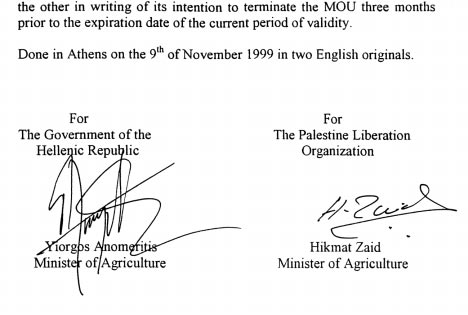 the other in writing of its intention to terminate the MOU three months
prior to the expiration date of the current period of validity.
Done in Athens on the 9th of November 1999 in two English originals.
For
The Government of the
Hellenic Republic
Yiorgos Anomeritis
Minister of Agriculture
For
The Palestine Liberation
Organization
H-Zaid
Hikmat Zaid
Minister of Agriculture